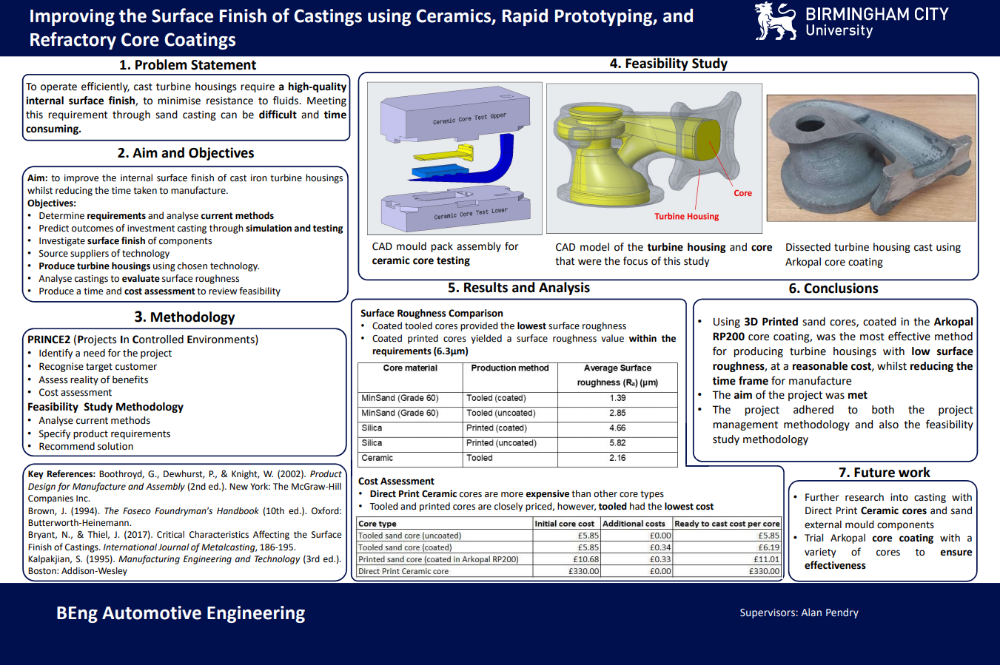 Improving the Surface Finish of Castings using Ceramics, Rapid Prototyping, and
Refractory Core Coatings
BIRMINGHAM CITY
University
1. Problem Statement
To operate efficiently, cast turbine housings require a high-quality
internal surface finish, to minimise resistance to fluids. Meeting
this requirement through sand casting can be difficult and time
consuming.
2. Aim and Objectives
Aim: to improve the internal surface finish of cast iron turbine housings
whilst reducing the time taken to manufacture.
Objectives:
• Determine requirements and analyse current methods
• Predict outcomes of investment casting through simulation and testing
• Investigate surface finish of components
• Source suppliers of technology
• Produce turbine housings using chosen technology.
• Analyse castings to evaluate surface roughness
• Produce a time and cost assessment to review feasibility
3. Methodology
PRINCE2 (Projects In Controlled Environments)
• Identify a need for the project
• Recognise target customer
• Assess reality of benefits
• Cost assessment
Feasibility Study Methodology
• Analyse current methods
• Specify product requirements
• Recommend solution
Key References: Boothroyd, G., Dewhurst, P., & Knight, W. (2002). Product
Design for Manufacture and Assembly (2nd ed.). New York: The McGraw-Hill
Companies Inc.
Brown, J. (1994). The Foseco Foundryman's Handbook (10th ed.). Oxford:
Butterworth-Heinemann.
Bryant, N., & Thiel, J. (2017). Critical Characteristics Affecting the Surface
Finish of Castings. International Journal of Metalcasting, 186-195.
Kalpakjian, S. (1995). Manufacturing Engineering and Technology (3rd ed.).
Boston: Addison-Wesley
4. Feasibility Study
Ceramic Core Test Upper
Ceramic Core Test Lower
CAD mould pack assembly for
ceramic core testing
Core
Turbine Housing
CAD model of the turbine housing and core
that were the focus of this study
Dissected turbine housing cast using
Arkopal core coating
5. Results and Analysis
Surface Roughness Comparison
• Coated tooled cores provided the lowest surface roughness
• Coated printed cores yielded a surface roughness value within the
requirements (6.3μm)
Core material Production method Average Surface
roughness (Ra) (μm)
MinSand (Grade 60) Tooled (coated) 1.39
MinSand (Grade 60) Tooled (uncoated) 2.85
Silica Printed (coated) 4.66
Silica Printed (uncoated) 5.82
Ceramic Tooled 2.16
Cost Assessment
• Direct Print Ceramic cores are more expensive than other core types
• Tooled and printed cores are closely priced, however, tooled had the lowest cost
Core type Initial core cost Additional costs Ready to cast cost per core
Tooled sand core (uncoated) £5.85 £0.00 £5.85
Tooled sand core (coated) £5.85 £0.34 £6.19
Printed sand core (coated in Arkopal RP200) £10.68 £0.33 £11.01
Direct Print Ceramic core £330.00 £0.00 £330.00
6. Conclusions
• Using 3D Printed sand cores, coated in the Arkopal
RP200 core coating, was the most effective method
for producing turbine housings with low surface
roughness, at a reasonable cost, whilst reducing the
time frame for manufacture
• The aim of the project was met
• The project adhered to both the project
management methodology and also the feasibility
study methodology
7. Future work
• Further research into casting with
Direct Print Ceramic cores and sand
external mould components
• Trial Arkopal core coating with a
variety of cores to ensure
effectiveness
BEng Automotive Engineering
Supervisors: Alan Pendry